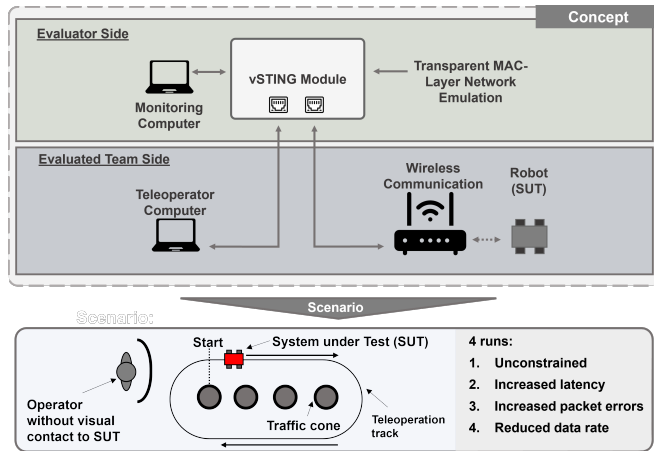 Concept
Evaluator Side
vSTING Module
Transparent MAC-
Layer Network
Emulation
Monitoring
Computer
Evaluated Team Side
Teleoperator
Computer
Wireless
Communication
Robot
(SUT)
Scenario
Scenario:
Start
System under Test (SUT)
Operator
without visual
contact to SUT
Traffic cone
Teleoperation
track
4 runs:
1. Unconstrained
2. Increased latency
3. Increased packet errors
4. Reduced data rate